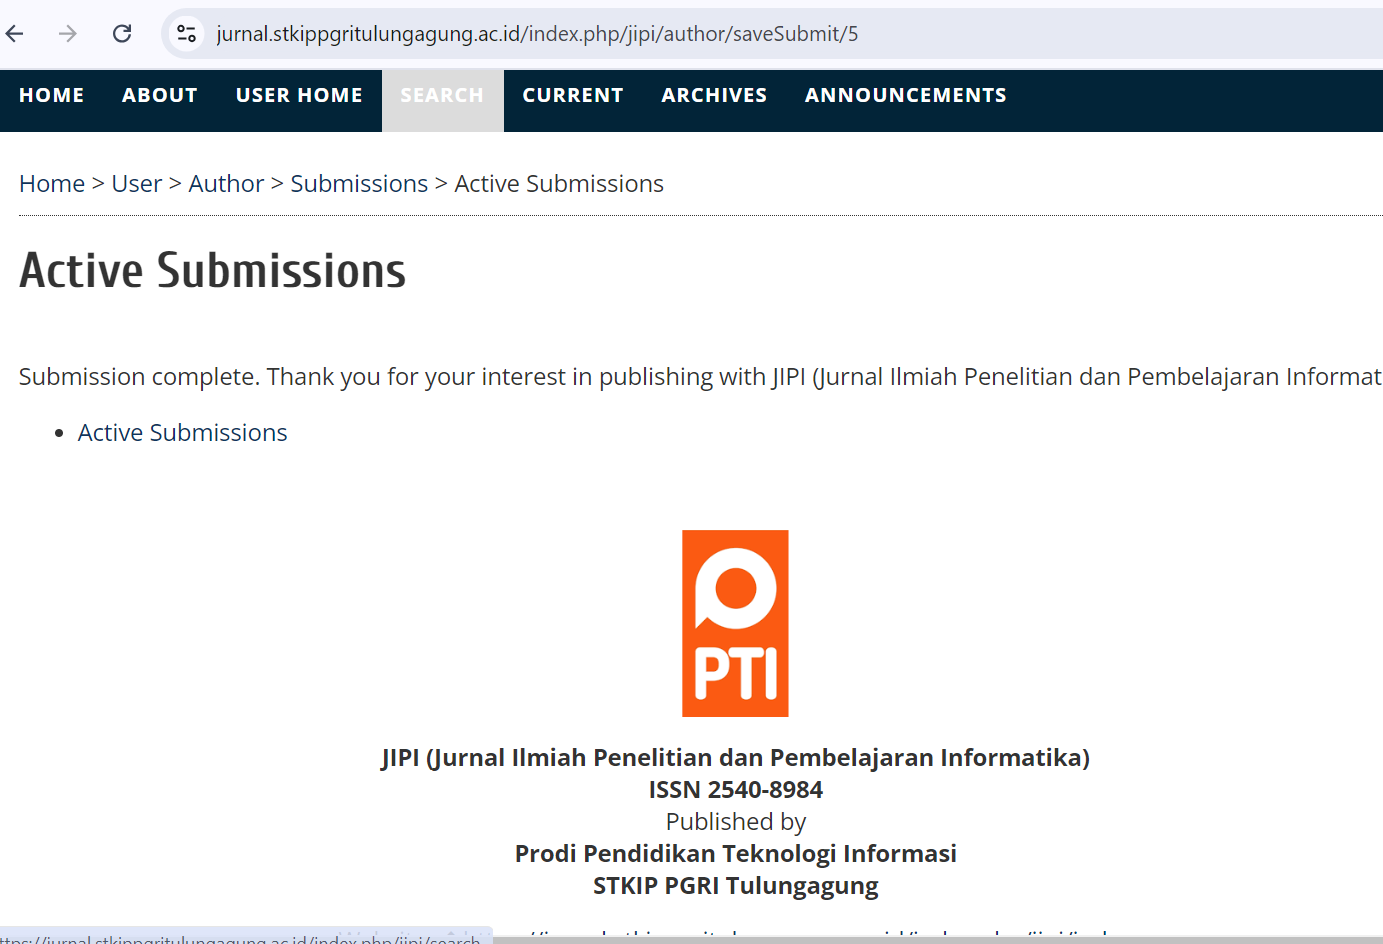 jurnal.stkippgritulungagung.ac.id/index.php/jipi/author/saveSubmit/5
HOME ABOUT USER HOME SEARCH CURRENT ARCHIVES ANNOUNCEMENTS
Home > User > Author > Submissions > Active Submissions
Active Submissions
Submission complete. Thank you for your interest in publishing with JIPI (Jurnal Ilmiah Penelitian dan Pembelajaran Informat
• Active Submissions
PTI
JIPI (Jurnal Ilmiah Penelitian dan Pembelajaran Informatika)
ISSN 2540-8984
Published by
Prodi Pendidikan Teknologi Informasi
STKIP PGRI Tulungagung
ttps://jurnal.stkippgritulungagung.ac.id/index.php/jipi/search